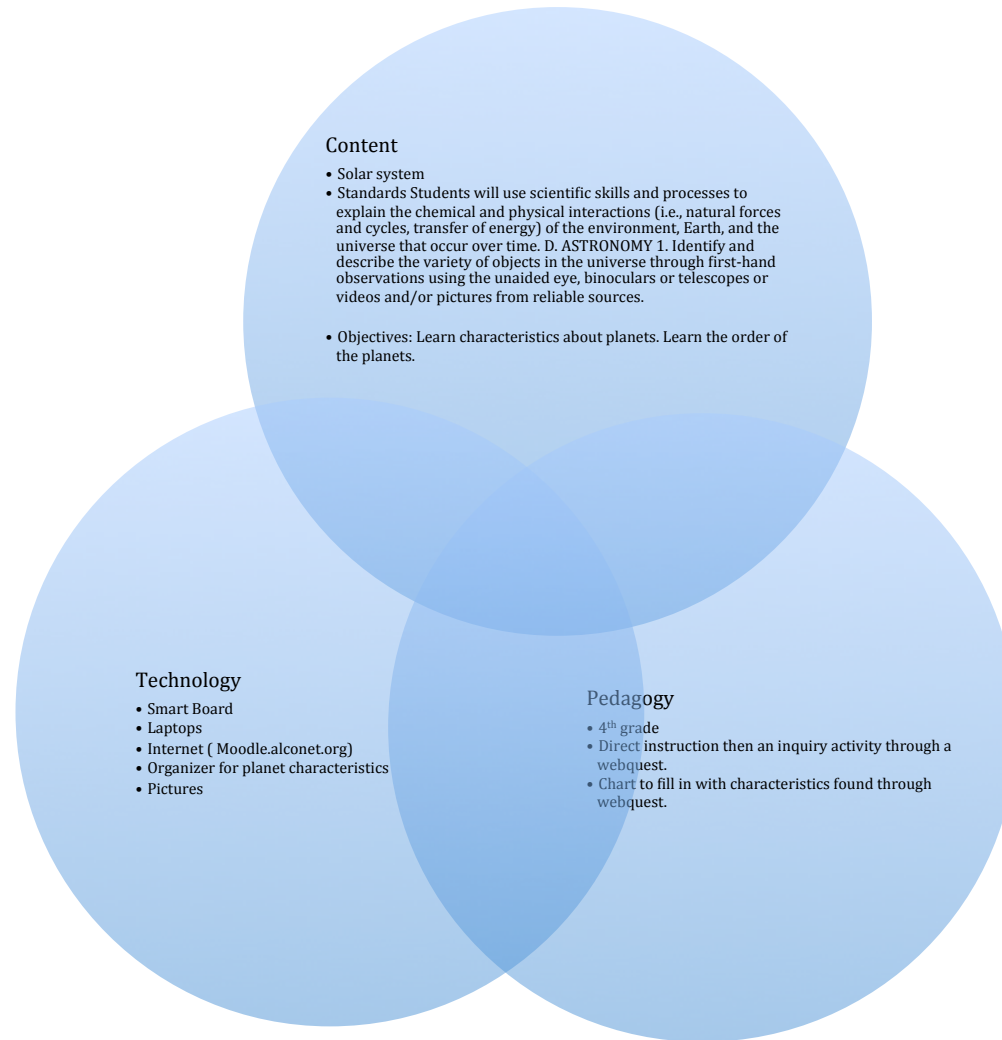 Content
• Solar system
• Standards Students will use scientific skills and processes to
explain the chemical and physical interactions (i.e., natural forces
and cycles, transfer of energy) of the environment, Earth, and the
universe that occur over time. D. ASTRONOMY 1. Identify and
describe the variety of objects in the universe through first-hand
observations using the unaided eye, binoculars or telescopes or
videos and/or pictures from reliable sources.
• Objectives: Learn characteristics about planets. Learn the order of
the planets.
Technology
• Smart Board
• Laptops
• Internet ( Moodle.alconet.org)
• Organizer for planet characteristics
• Pictures
Pedagogy
• 4th grade
• Direct instruction then an inquiry activity through a
webquest.
• Chart to fill in with characteristics found through
webquest.